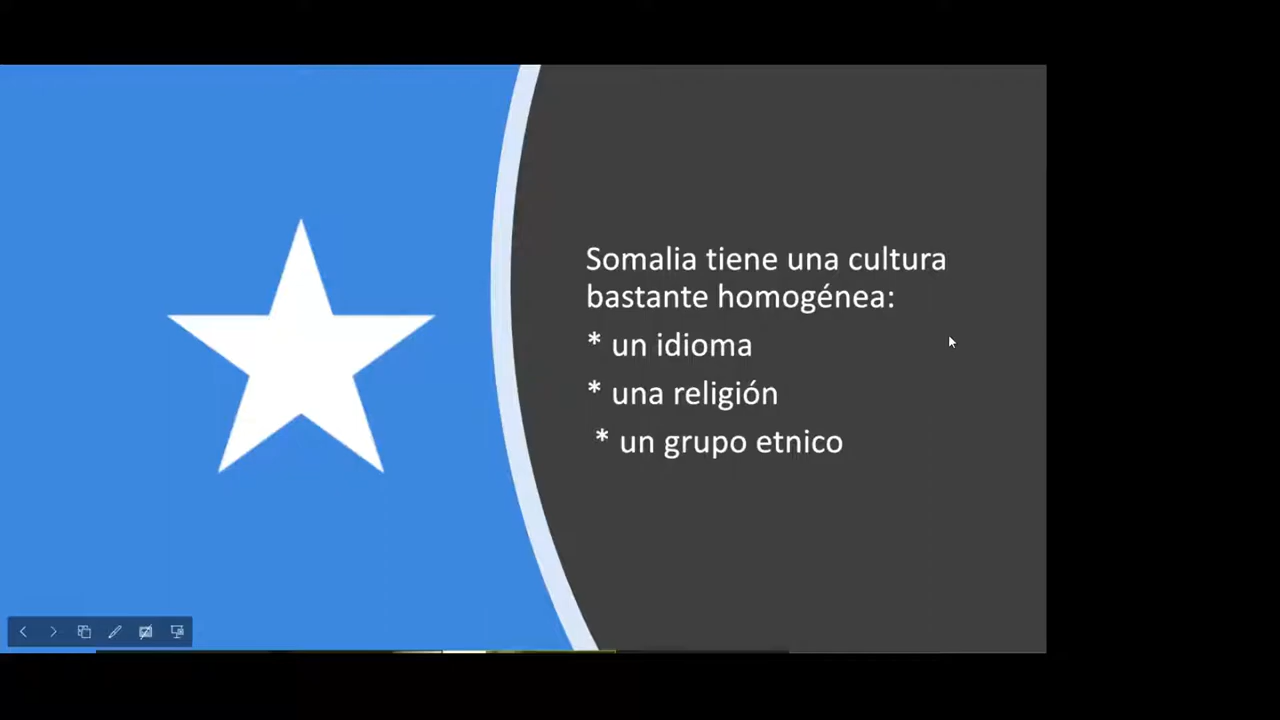 Somalia tiene una cultura
bastante homogénea:
* un idioma
* una religión
* un grupo etnico